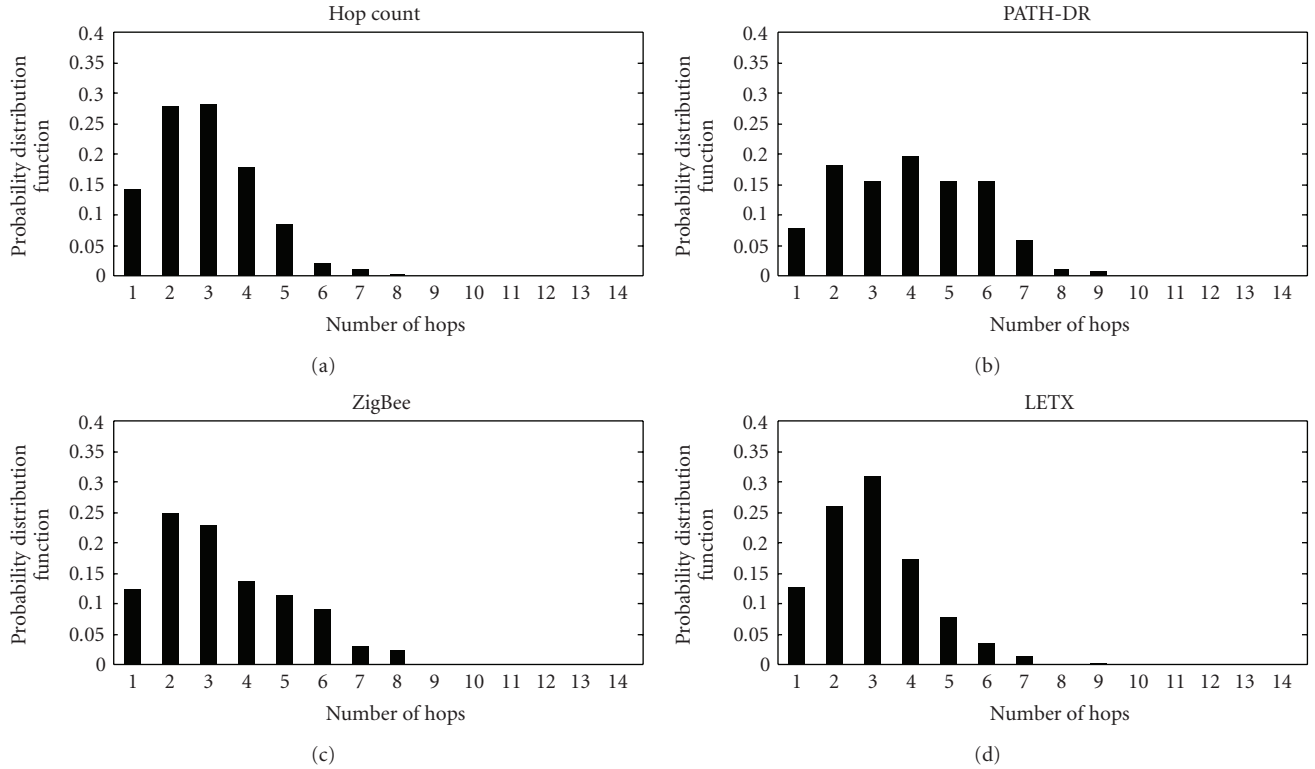 Hop count
Probability distribution
function
0.4
0.35
0.3
0.25
0.2
0.15
0.1
0.05
0
1 2 3 4 5 6 7 8 9 10 11 12 13 14
Number of hops
(a)
PATH-DR
Probability distribution
function
0.4
0.35
0.3
0.25
0.2
0.15
0.1
0.05
0
1 2 3 4 5 6 7 8 9 10 11 12 13 14
Number of hops
(b)
ZigBee
Probability distribution
function
0.4
0.35
0.3
0.25
0.2
0.15
0.1
0.05
0
1 2 3 4 5 6 7 8 9 10 11 12 13 14
Number of hops
(c)
LETX
Probability distribution
function
0.4
0.35
0.3
0.25
0.2
0.15
0.1
0.05
0
1 2 3 4 5 6 7 8 9 10 11 12 13 14
Number of hops
(d)